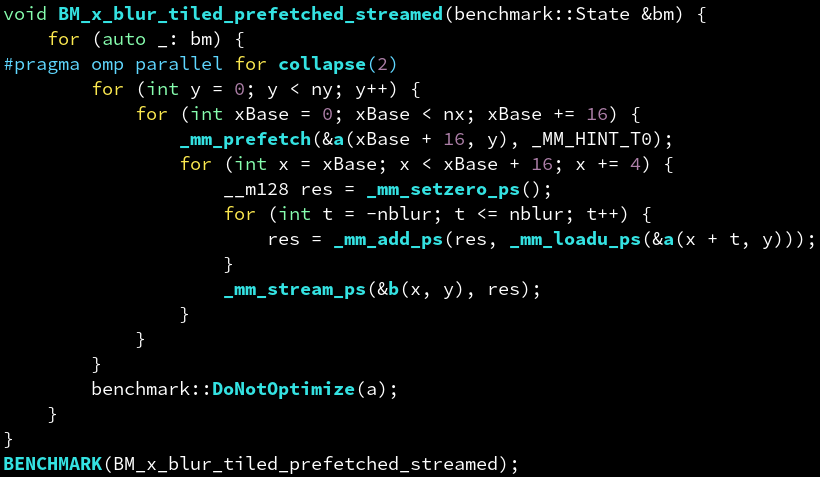 void BM_x_blur_tiled_prefetched_streamed(benchmark::State &bm) {
    for (auto _: bm) {
#pragma omp parallel for collapse(2)
        for (int y = 0; y < ny; y++) {
            for (int xBase = 0; xBase < nx; xBase += 16) {
                _mm_prefetch(&a(xBase + 16, y), _MM_HINT_T0);
                for (int x = xBase; x < xBase + 16; x += 4) {
                    __m128 res = _mm_setzero_ps();
                    for (int t = -nblur; t <= nblur; t++) {
                        res = _mm_add_ps(res, _mm_loadu_ps(&a(x + t, y)));
                    }
                    _mm_stream_ps(&b(x, y), res);
                }
            }
        }
        benchmark::DoNotOptimize(a);
    }
}
BENCHMARK(BM_x_blur_tiled_prefetched_streamed);